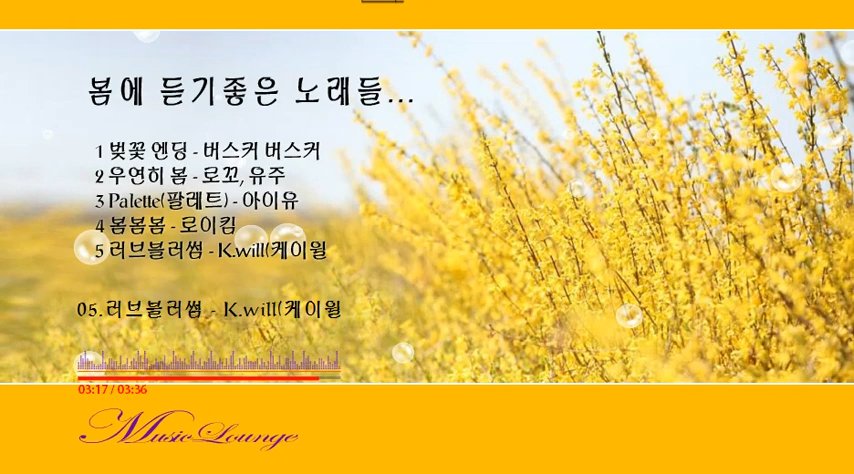 봄에 듣기좋은 노래들...
1 벚꽃 엔딩 - 버스커 버스커
2 우연히 봄 - 로꼬, 유주
3 Palette(팔레트) - 아이유
4 봄봄봄 - 로이킴
5 러브블러썸 - K.will(케이윌
05.러브블러썸 - K.will(케이윌
03:17 / 03:36
Music Lounge